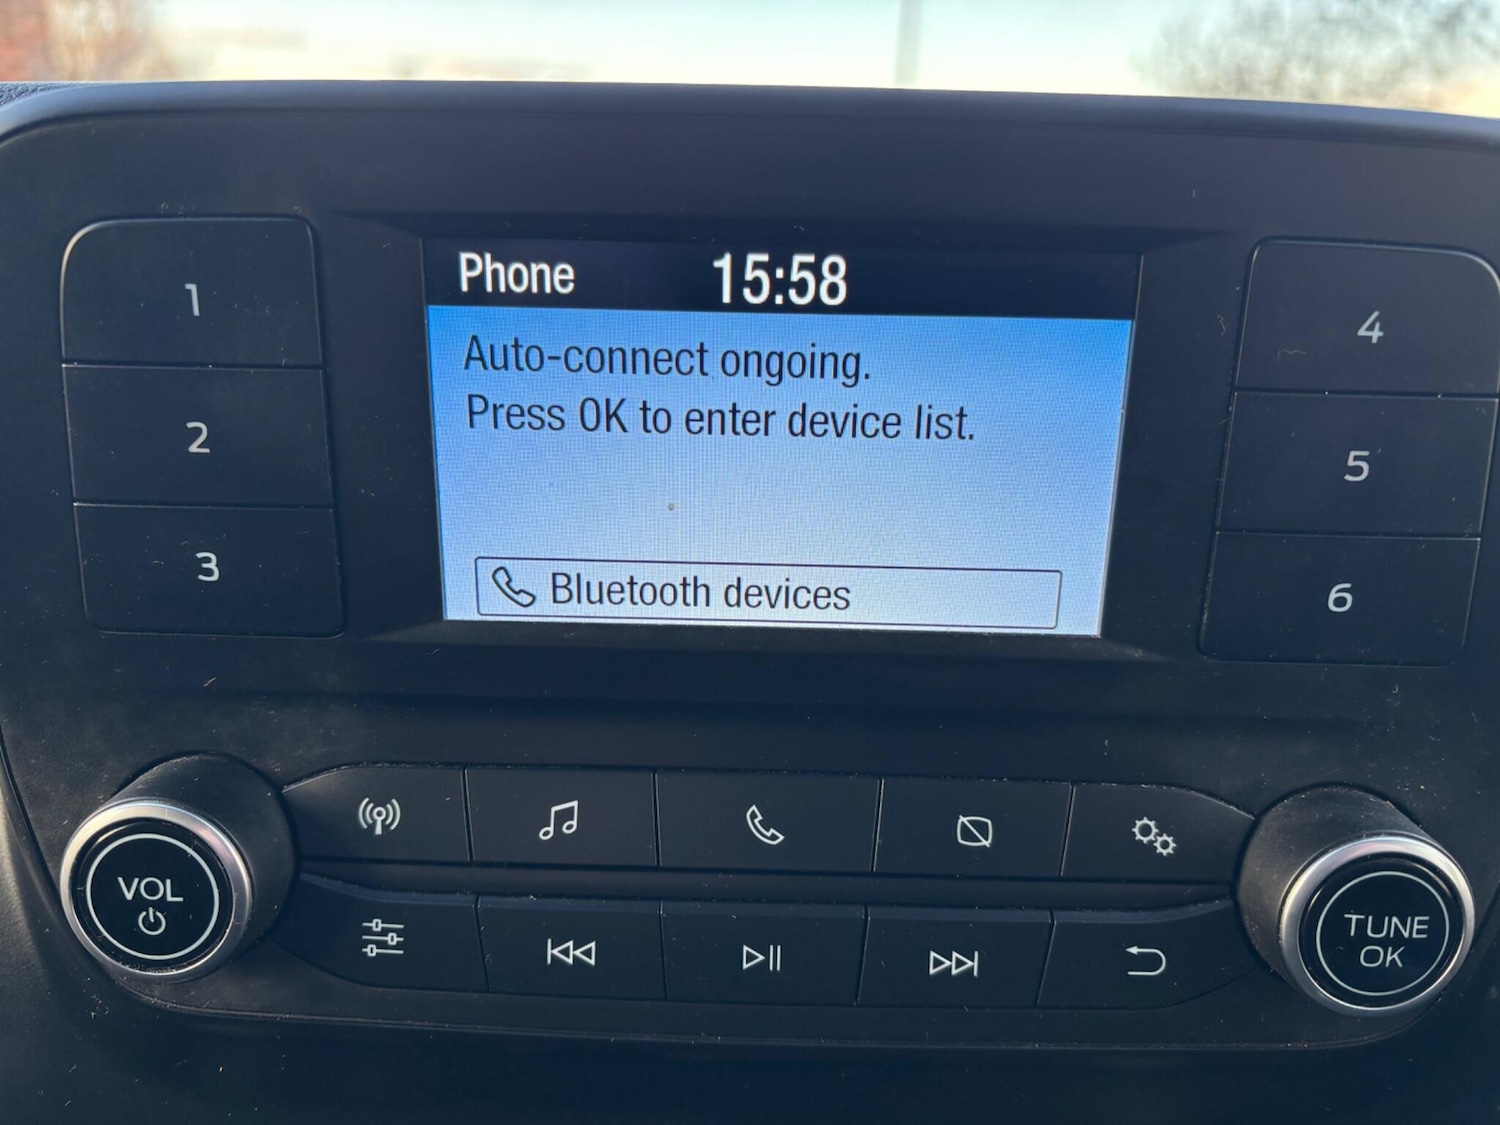 Phone 15:58
Auto-connect ongoing.
Press OK to enter device list.
Bluetooth devices
1
2
3
4
5
6
VOL
TUNE
OK